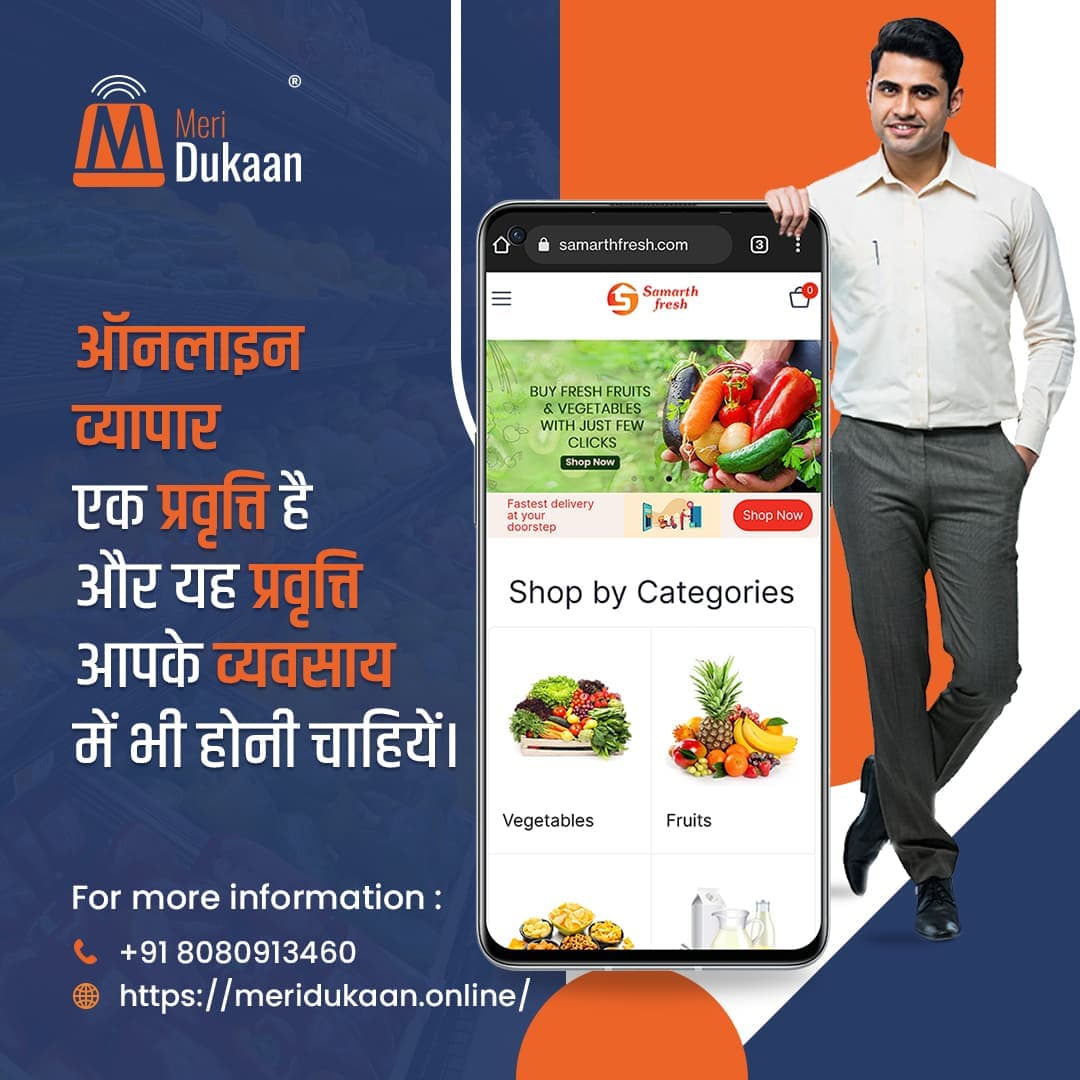 Meri
Dukaan
®
ऑनलाइन
व्यापार
एक प्रवृत्ति है
और यह प्रवृत्ति
आपके व्यवसाय
में भी होनी चाहियें।
For more information :
+91 8080913460
https://meridukaan.online/
samarthfresh.com
3
Samarth
fresh
0
BUY FRESH FRUITS
& VEGETABLES
WITH JUST FEW
CLICKS
Shop Now
Fastest delivery
at your
doorstep
Shop Now
Shop by Categories
Vegetables
Fruits